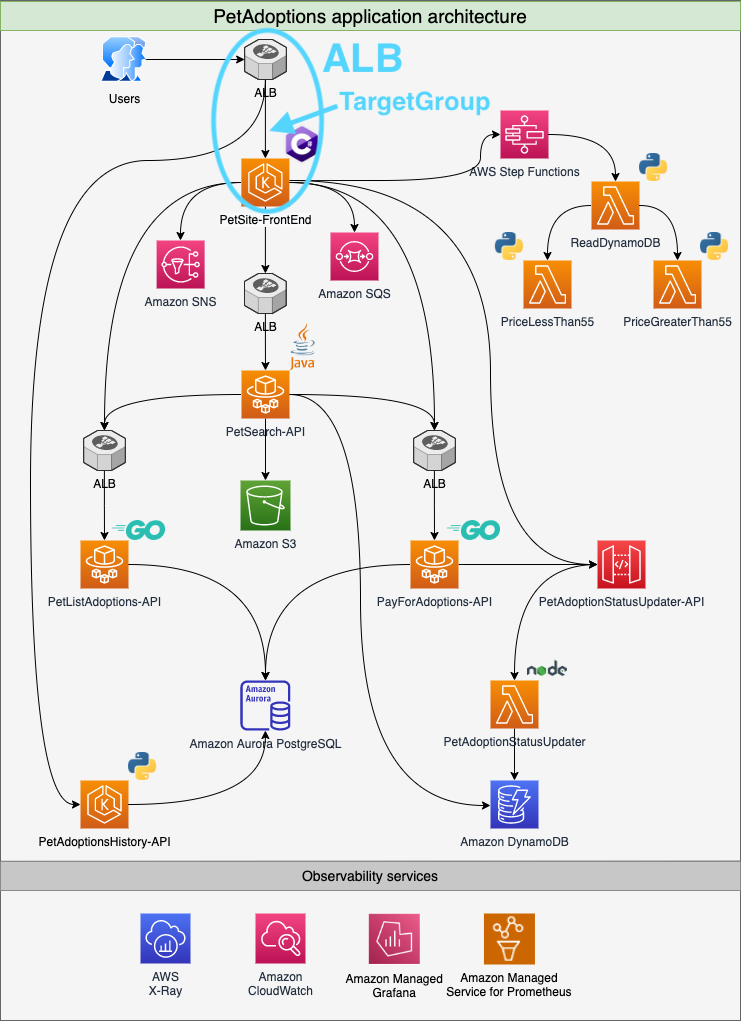 PetAdoptions application architecture
Users
ALB
ALB
TargetGroup
PetSite-FrontEnd
AWS Step Functions
ReadDynamoDB
PriceLessThan55
PriceGreaterThan55
Amazon SNS
Amazon SQS
ALB
Java
PetSearch-API
ALB
ALB
Amazon S3
GO
GO
PetListAdoptions-API
PayForAdoptions-API
PetAdoptionStatusUpdater-API
Amazon
Aurora
Amazon Aurora PostgreSQL
node
PetAdoptionStatusUpdater
PetAdoptionsHistory-API
Amazon DynamoDB
Observability services
AWS
X-Ray
Amazon
CloudWatch
Amazon Managed
Grafana
Amazon Managed
Service for Prometheus